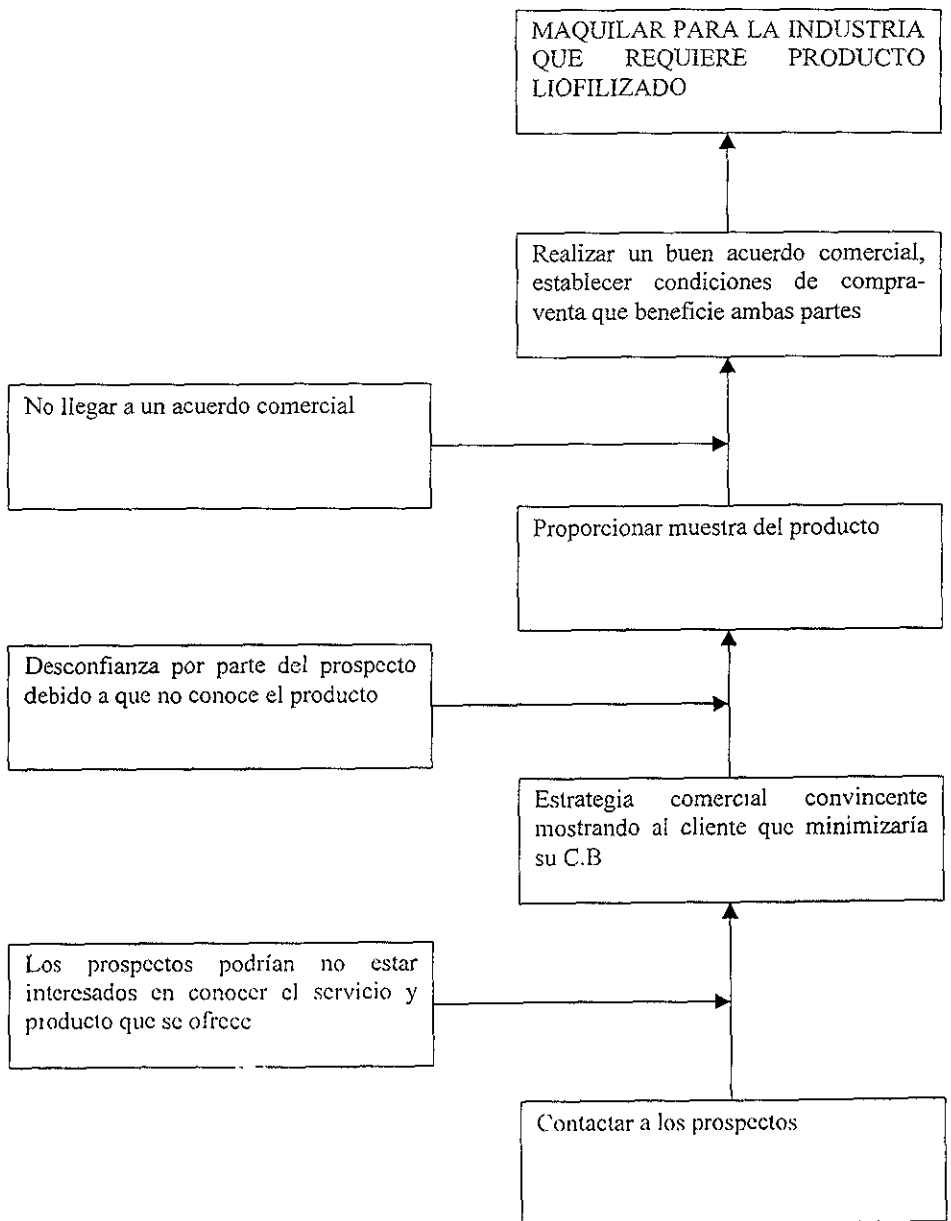 MAQUILAR PARA LA INDUSTRIA
QUE REQUIERE PRODUCTO
LIOFILIZADO
Realizar un buen acuerdo comercial,
establecer condiciones de compra-
venta que beneficie ambas partes
No llegar a un acuerdo comercial
Proporcionar muestra del producto
Desconfianza por parte del prospecto
debido a que no conoce el producto
Estrategia comercial convincente
mostrando al cliente que minimizaría
su C.B
Los prospectos podrían no estar
interesados en conocer el servicio y
producto que se ofrece
Contactar a los prospectos